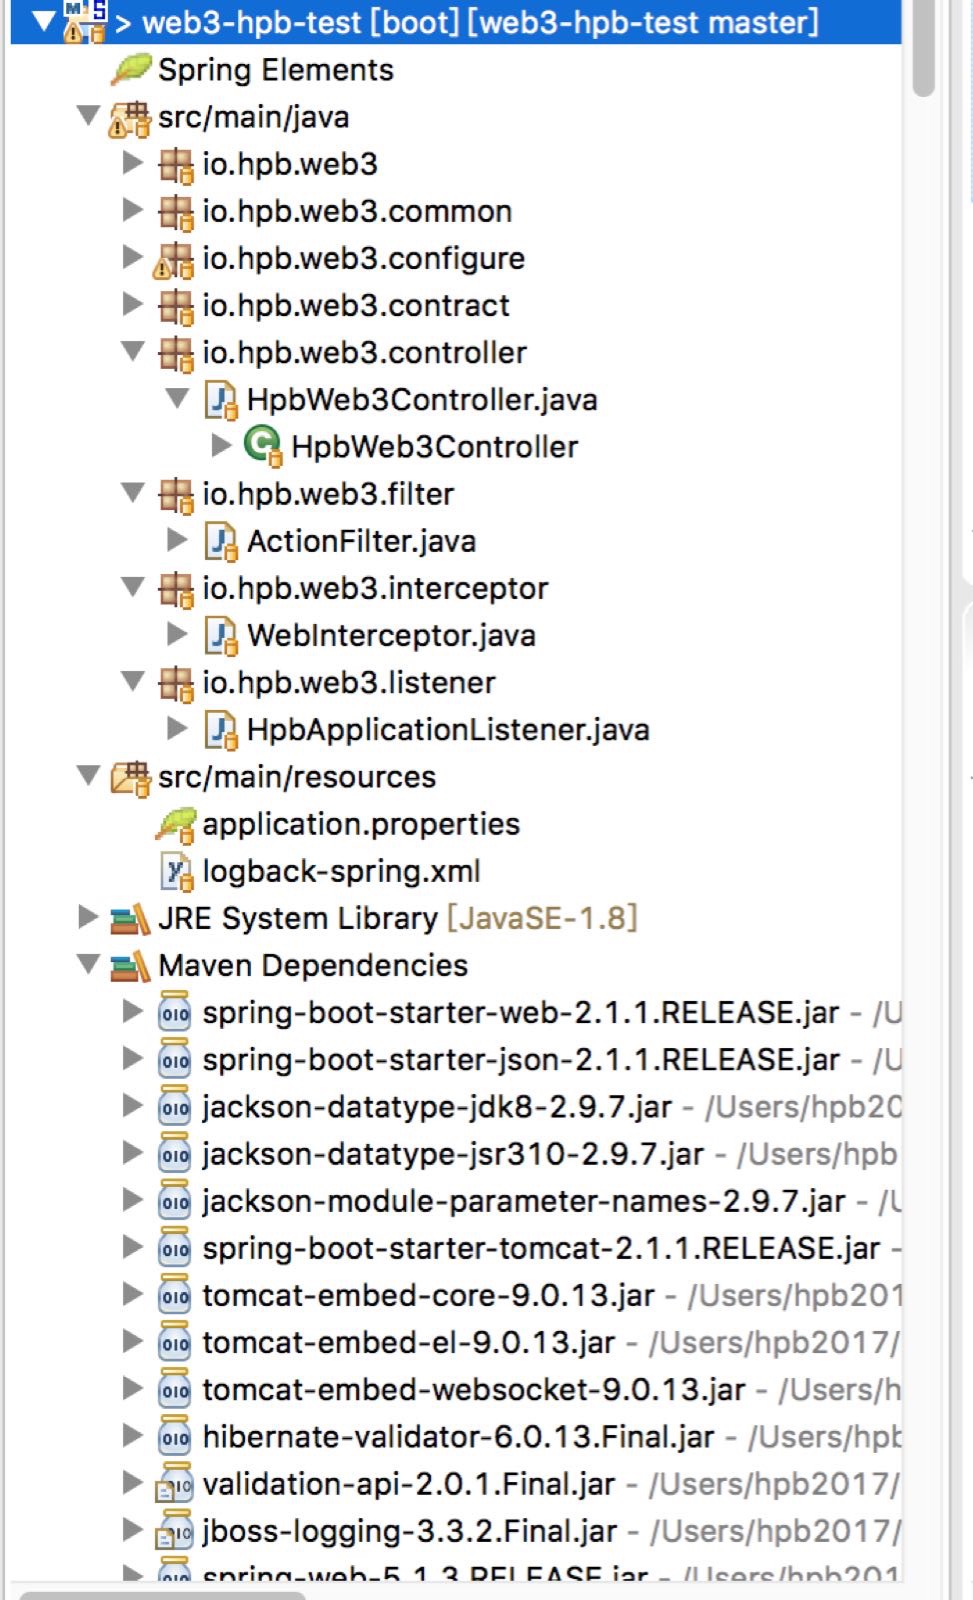 > web3-hpb-test [boot] [web3-hpb-test master]
Spring Elements
src/main/java
io.hpb.web3
io.hpb.web3.common
io.hpb.web3.configure
io.hpb.web3.contract
io.hpb.web3.controller
HpbWeb3Controller.java
HpbWeb3Controller
io.hpb.web3.filter
ActionFilter.java
io.hpb.web3.interceptor
WebInterceptor.java
io.hpb.web3.listener
HpbApplicationListener.java
src/main/resources
application.properties
logback-spring.xml
JRE System Library [JavaSE-1.8]
Maven Dependencies
spring-boot-starter-web-2.1.1.RELEASE.jar - /U
spring-boot-starter-json-2.1.1.RELEASE.jar - /U
jackson-datatype-jdk8-2.9.7.jar - /Users/hpb20
jackson-datatype-jsr310-2.9.7.jar - /Users/hpb
jackson-module-parameter-names-2.9.7.jar - /U
spring-boot-starter-tomcat-2.1.1.RELEASE.jar -
tomcat-embed-core-9.0.13.jar - /Users/hpb201
tomcat-embed-el-9.0.13.jar - /Users/hpb2017/
tomcat-embed-websocket-9.0.13.jar - /Users/h
hibernate-validator-6.0.13.Final.jar - /Users/hpb
validation-api-2.0.1.Final.jar - /Users/hpb2017/
jboss-logging-3.3.2.Final.jar - /Users/hpb2017/
spring-web-5.1.3.RELEASE.jar - /Users/hpb201